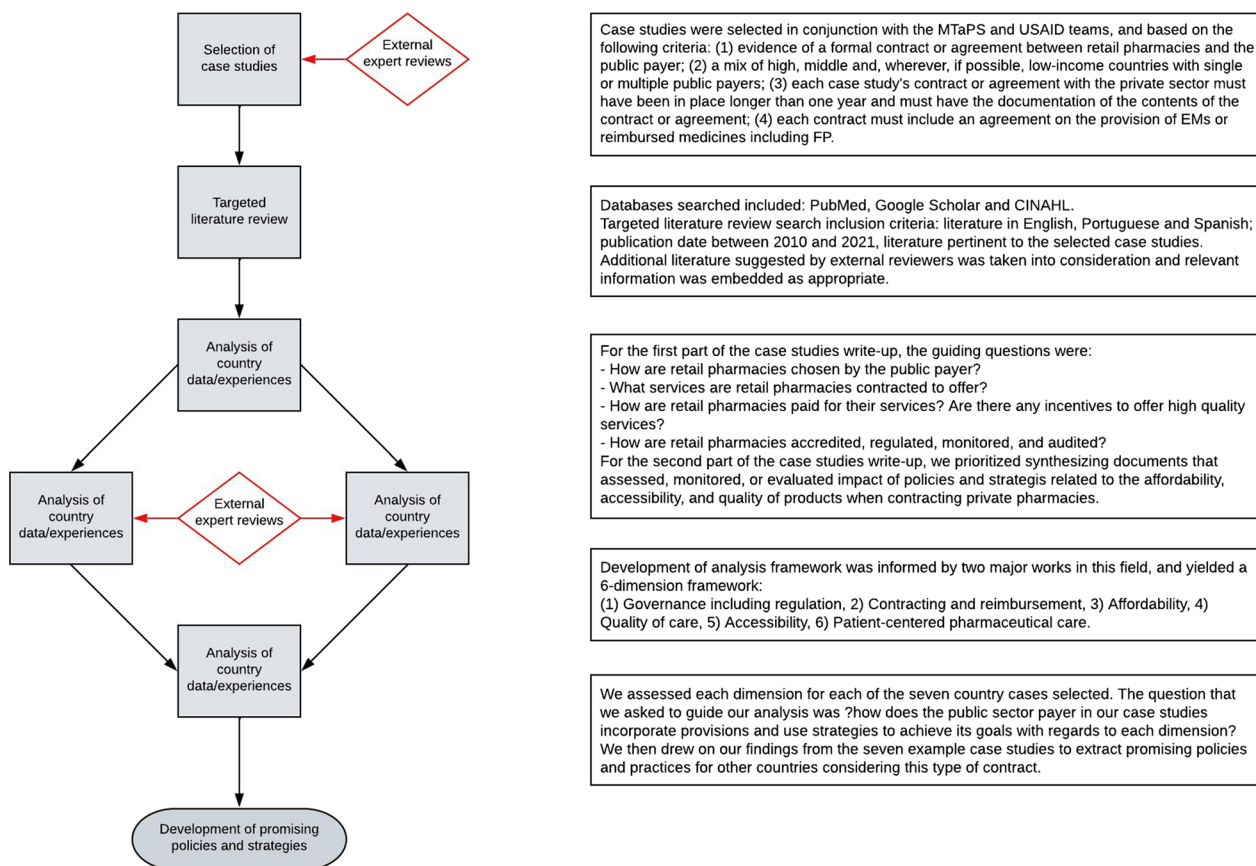 Selection of
case studies
External
expert reviews
Case studies were selected in conjunction with the MTaPS and USAID teams, and based on the
following criteria: (1) evidence of a formal contract or agreement between retail pharmacies and the
public payer; (2) a mix of high, middle and, wherever, if possible, low-income countries with single
or multiple public payers; (3) each case study's contract or agreement with the private sector must
have been in place longer than one year and must have the documentation of the contents of the
contract or agreement; (4) each contract must include an agreement on the provision of EMs or
reimbursed medicines including FP.
Targeted
literature review
Databases searched included: PubMed, Google Scholar and CINAHL.
Targeted literature review search inclusion criteria: literature in English, Portuguese and Spanish;
publication date between 2010 and 2021, literature pertinent to the selected case studies.
Additional literature suggested by external reviewers was taken into consideration and relevant
information was embedded as appropriate.
Analysis of
country
data/experiences
For the first part of the case studies write-up, the guiding questions were:
- How are retail pharmacies chosen by the public payer?
- What services are retail pharmacies contracted to offer?
- How are retail pharmacies paid for their services? Are there any incentives to offer high quality
services?
- How are retail pharmacies accredited, regulated, monitored, and audited?
For the second part of the case studies write-up, we prioritized synthesizing documents that
assessed, monitored, or evaluated impact of policies and strategis related to the affordability,
accessibility, and quality of products when contracting private pharmacies.
Analysis of
country
data/experiences
External
expert reviews
Analysis of
country
data/experiences
Development of analysis framework was informed by two major works in this field, and yielded a
6-dimension framework:
(1) Governance including regulation, 2) Contracting and reimbursement, 3) Affordability, 4)
Quality of care, 5) Accessibility, 6) Patient-centered pharmaceutical care.
Analysis of
country
data/experiences
We assessed each dimension for each of the seven country cases selected. The question that
we asked to guide our analysis was ?how does the public sector payer in our case studies
incorporate provisions and use strategies to achieve its goals with regards to each dimension?
We then drew on our findings from the seven example case studies to extract promising policies
and practices for other countries considering this type of contract.
Development of promising
policies and strategies